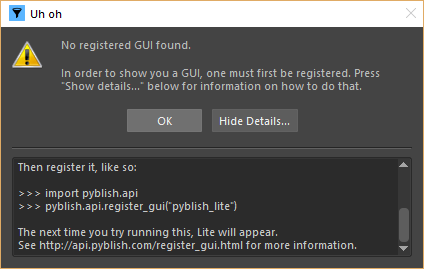 Uh oh
No registered GUI found.
In order to show you a GUI, one must first be registered. Press
"Show details..." below for information on how to do that.
OK
Hide Details...
Then register it, like so:
>>> import pyblish.api
>>> pyblish.api.register_gui("pyblish_lite")
The next time you try running this, Lite will appear.
See http://api.pyblish.com/register_gui.html for more information.